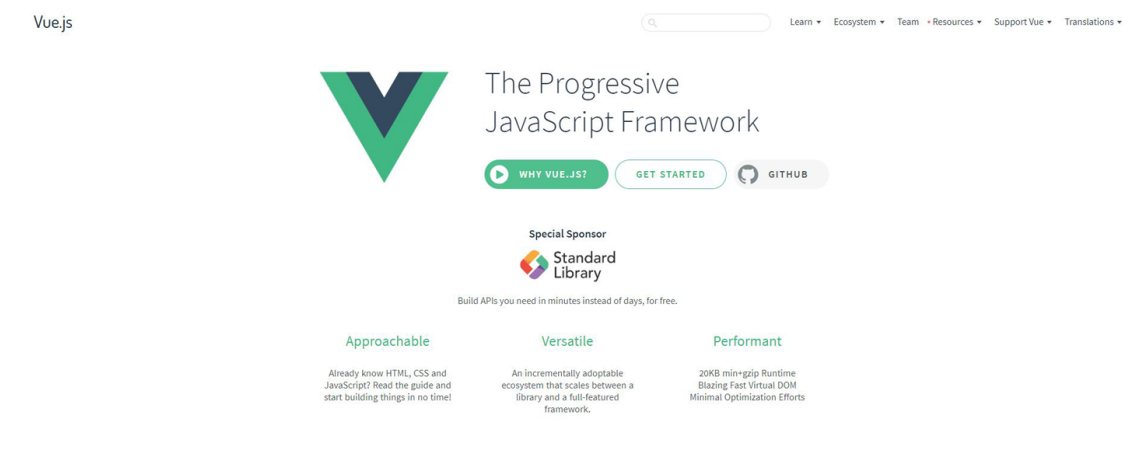 Vue.js
Learn
Ecosystem
Team
Resources
Support Vue
Translations
The Progressive
JavaScript Framework
WHY VUE.JS?
GET STARTED
GITHUB
Special Sponsor
Standard
Library
Build APIs you need in minutes instead of days, for free.
Approachable
Already know HTML, CSS and
JavaScript? Read the guide and
start building things in no time!
Versatile
An incrementally adoptable
ecosystem that scales between a
library and a full-featured
framework.
Performant
20KB min+gzip Runtime
Blazing Fast Virtual DOM
Minimal Optimization Efforts